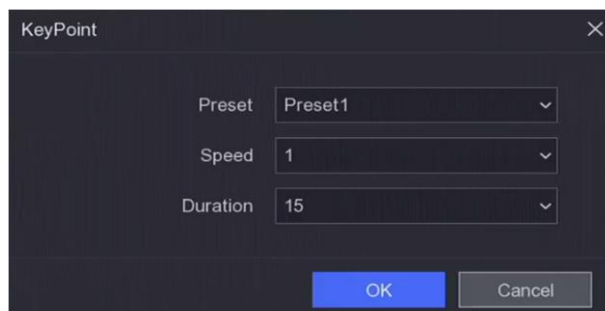 KeyPoint
Preset Preset1
Speed 1
Duration 15
OK Cancel